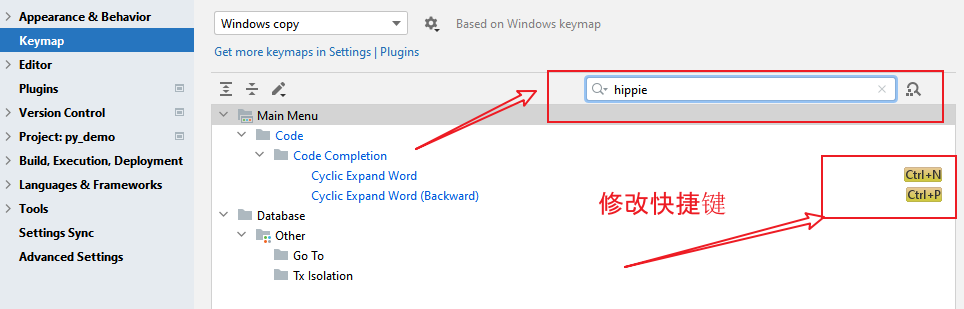 Appearance & Behavior
Keymap
Editor
Plugins
Version Control
Project: py_demo
Build, Execution, Deployment
Languages & Frameworks
Tools
Settings Sync
Advanced Settings
Windows copy
Based on Windows keymap
Get more keymaps in Settings | Plugins
hippie
Main Menu
Code
Code Completion
Cyclic Expand Word
Ctrl+N
Cyclic Expand Word (Backward)
Ctrl+P
修改快捷键
Database
Other
Go To
Tx Isolation